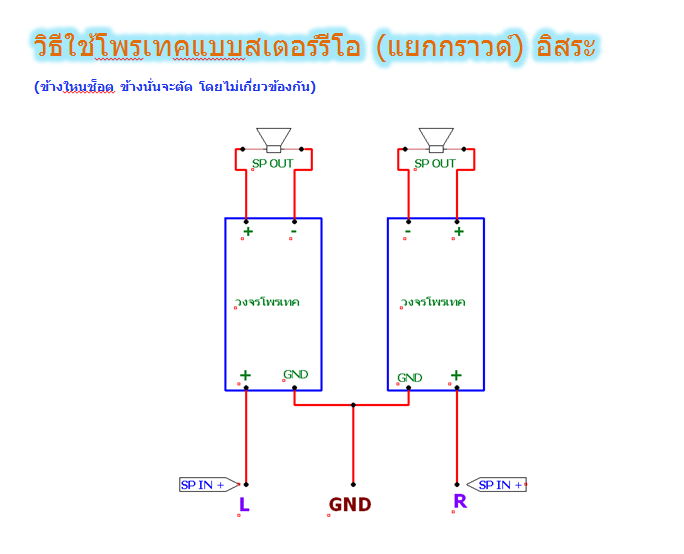 วิธีใช้โพรเทคแบบสเตอร์ริโอ (แยกกราวด์) อิสระ
(ข้างใหนช็อต ข้างนั่นจะตัด โดยไม่เกี่ยวข้องกัน)
SP OUT SP OUT
+ - - +
วงจรโพรเทค วงจรโพรเทค
+ GND GND +
SP IN + SP IN +
L GND R